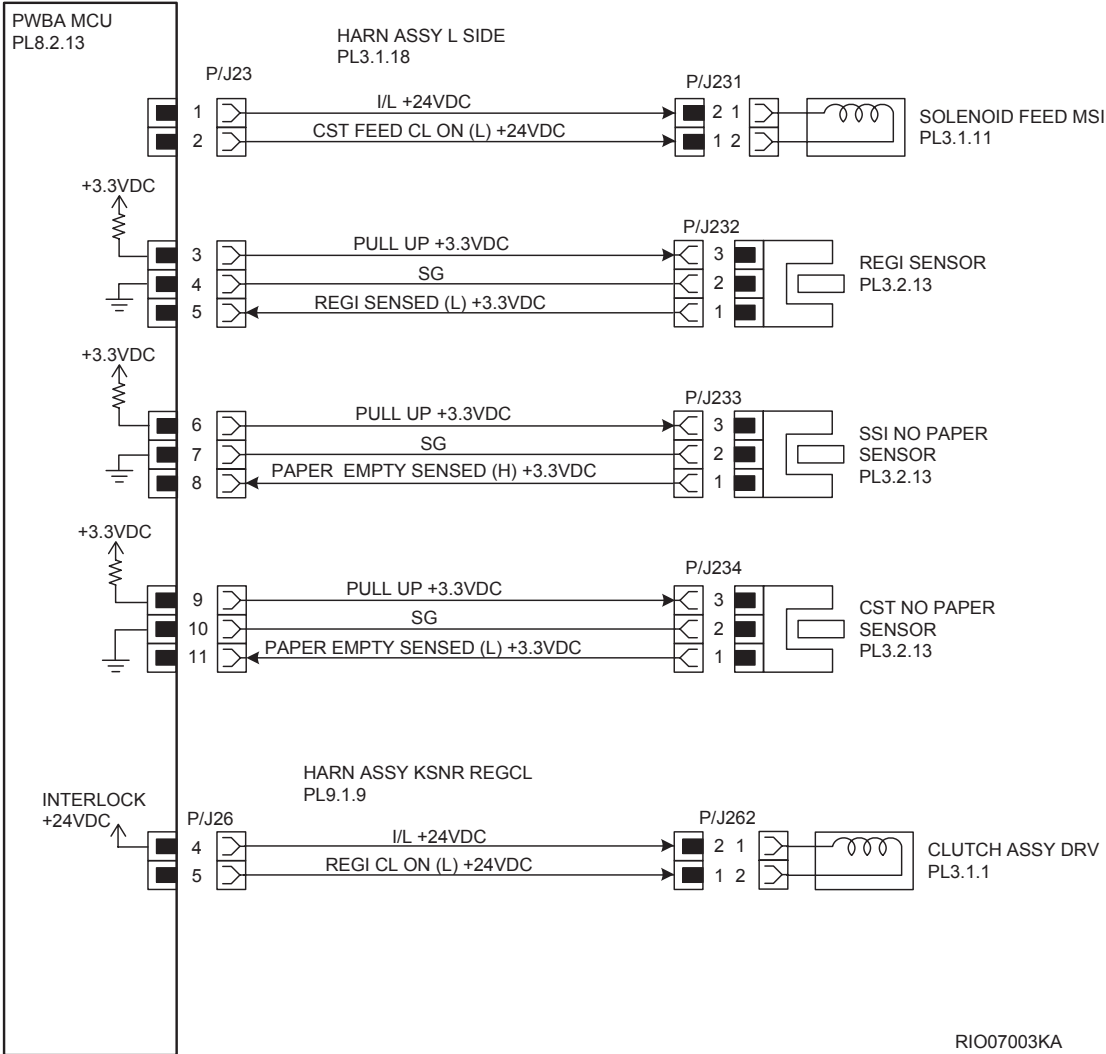 PWBA MCU
PL8.2.13
HARN ASSY L SIDE
PL3.1.18
P/J23
P/J231
1 I/L +24VDC 2 1
2 CST FEED CL ON (L) +24VDC 1 2
SOLENOID FEED MSI
PL3.1.11
+3.3VDC
P/J232
3 PULL UP +3.3VDC 3
4 SG 2
5 REGI SENSED (L) +3.3VDC 1
REGI SENSOR
PL3.2.13
+3.3VDC
P/J233
6 PULL UP +3.3VDC 3
7 SG 2
8 PAPER EMPTY SENSED (H) +3.3VDC 1
SSI NO PAPER
SENSOR
PL3.2.13
+3.3VDC
P/J234
9 PULL UP +3.3VDC 3
10 SG 2
11 PAPER EMPTY SENSED (L) +3.3VDC 1
CST NO PAPER
SENSOR
PL3.2.13
HARN ASSY KSNR REGCL
PL9.1.9
INTERLOCK
+24VDC
P/J26
P/J262
4 I/L +24VDC 2 1
5 REGI CL ON (L) +24VDC 1 2
CLUTCH ASSY DRV
PL3.1.1
RIO07003KA